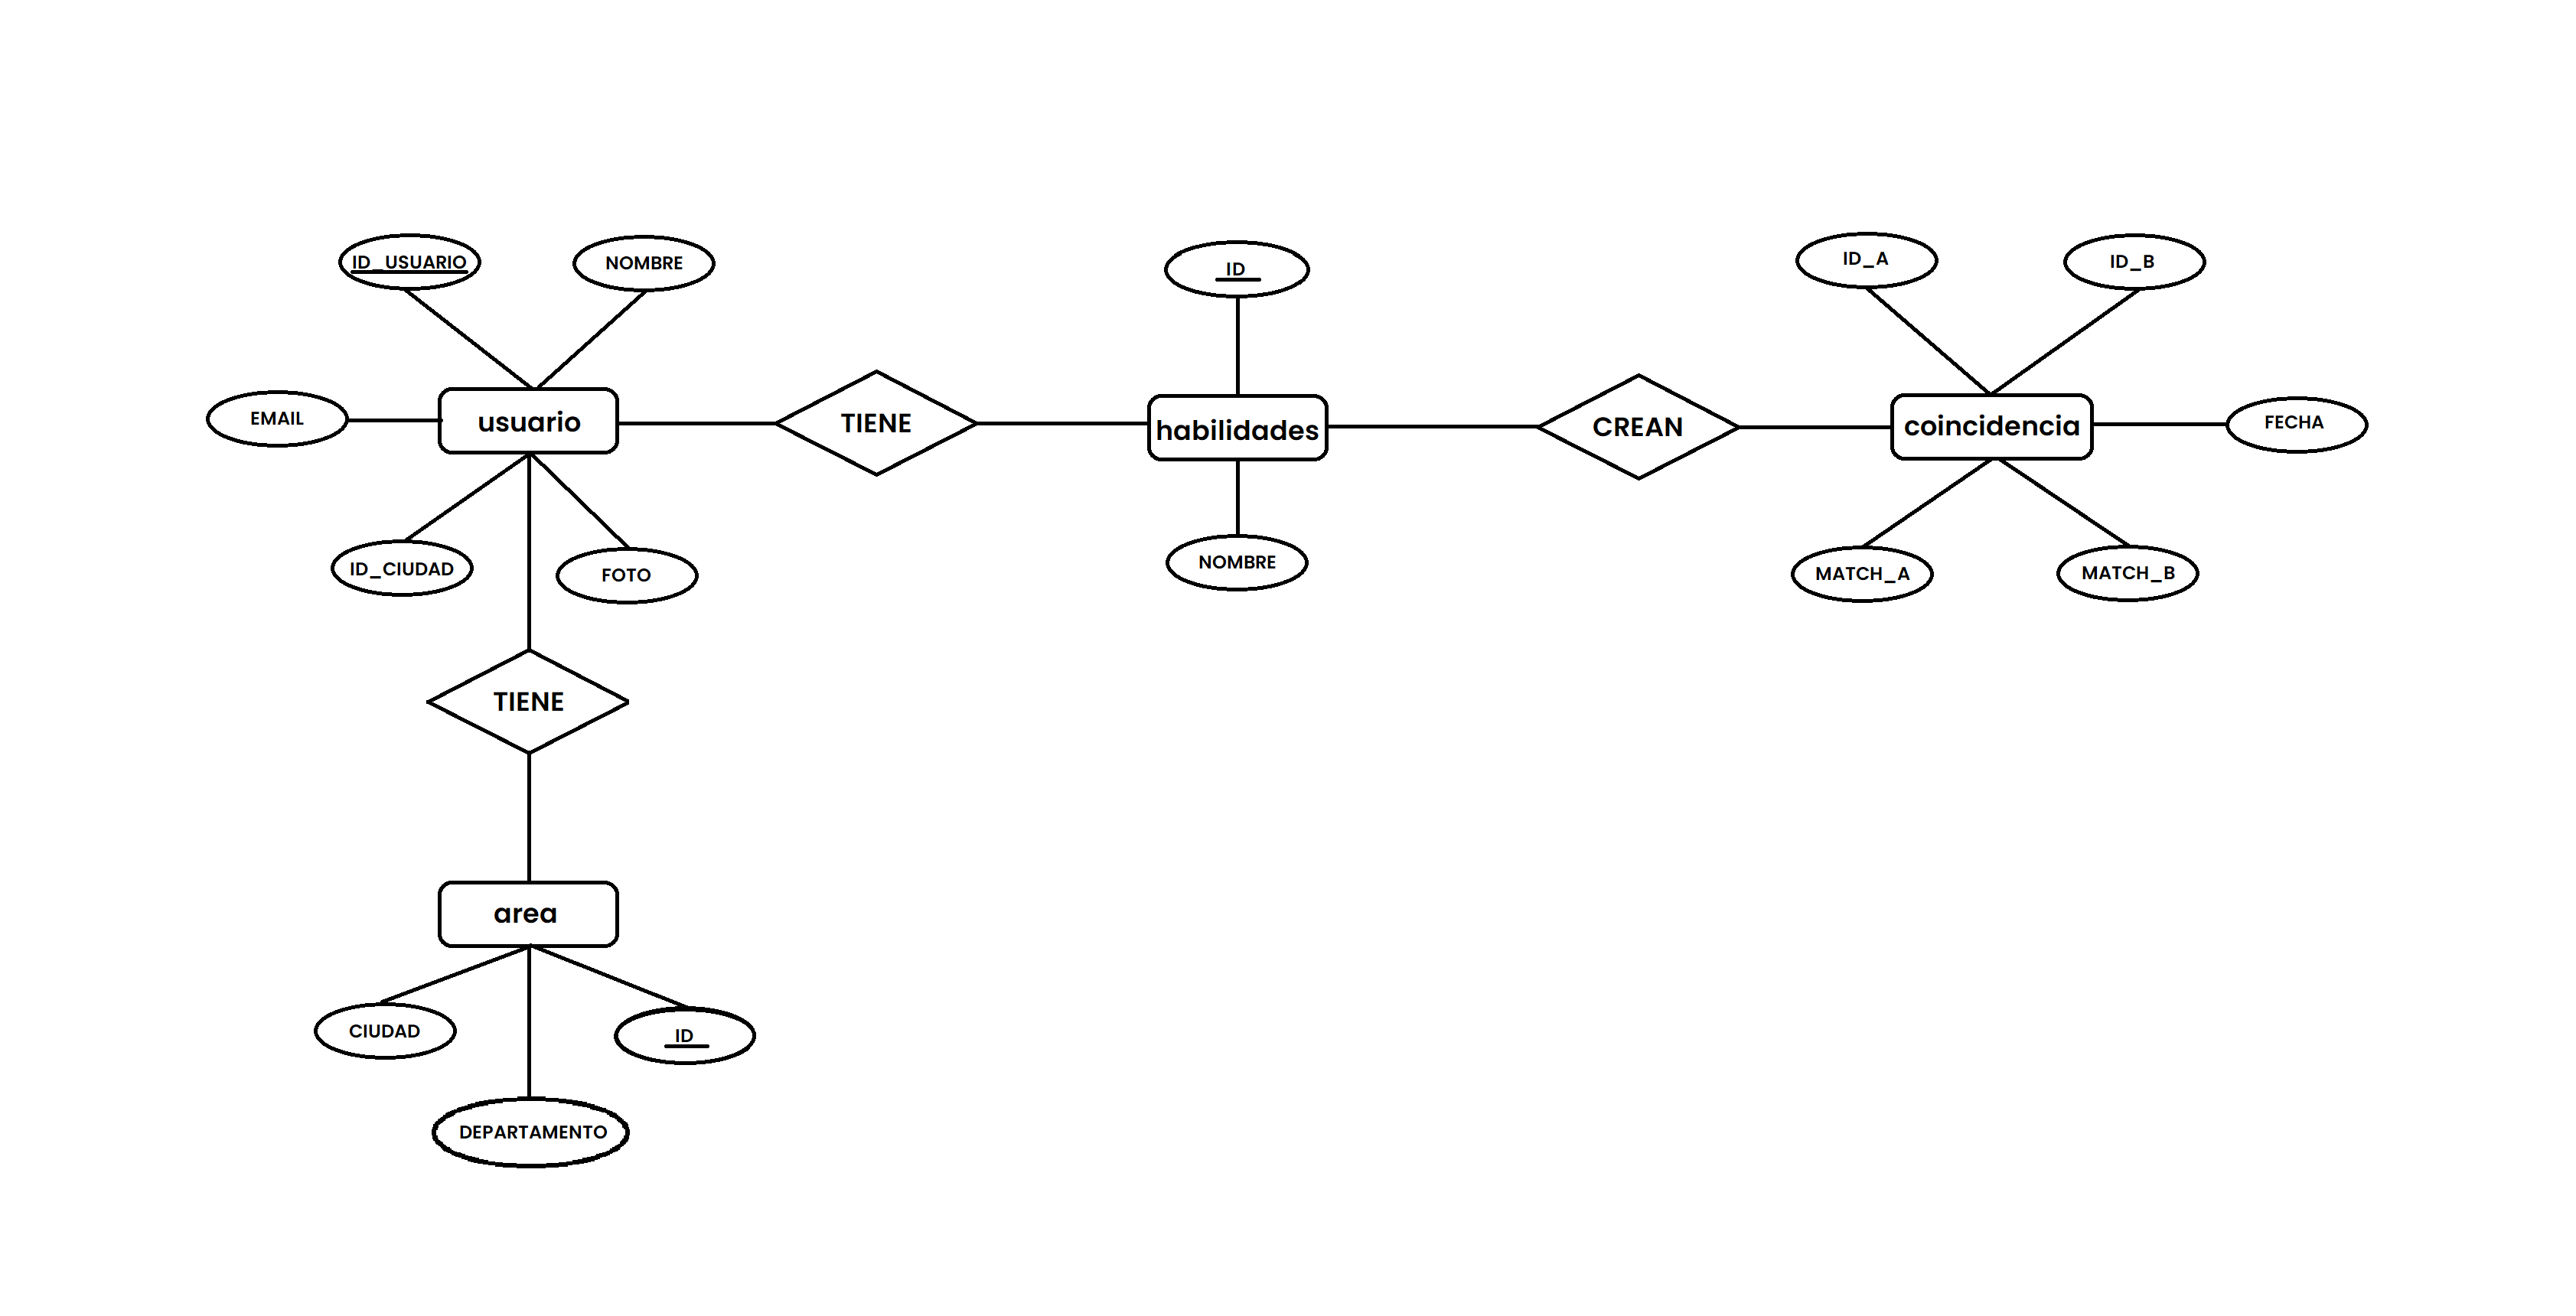 ID_USUARIO
NOMBRE
ID
ID_A
ID_B
EMAIL
usuario
TIENE
habilidades
CREAN
coincidencia
FECHA
ID_CIUDAD
FOTO
NOMBRE
MATCH_A
MATCH_B
TIENE
area
CIUDAD
ID
DEPARTAMENTO